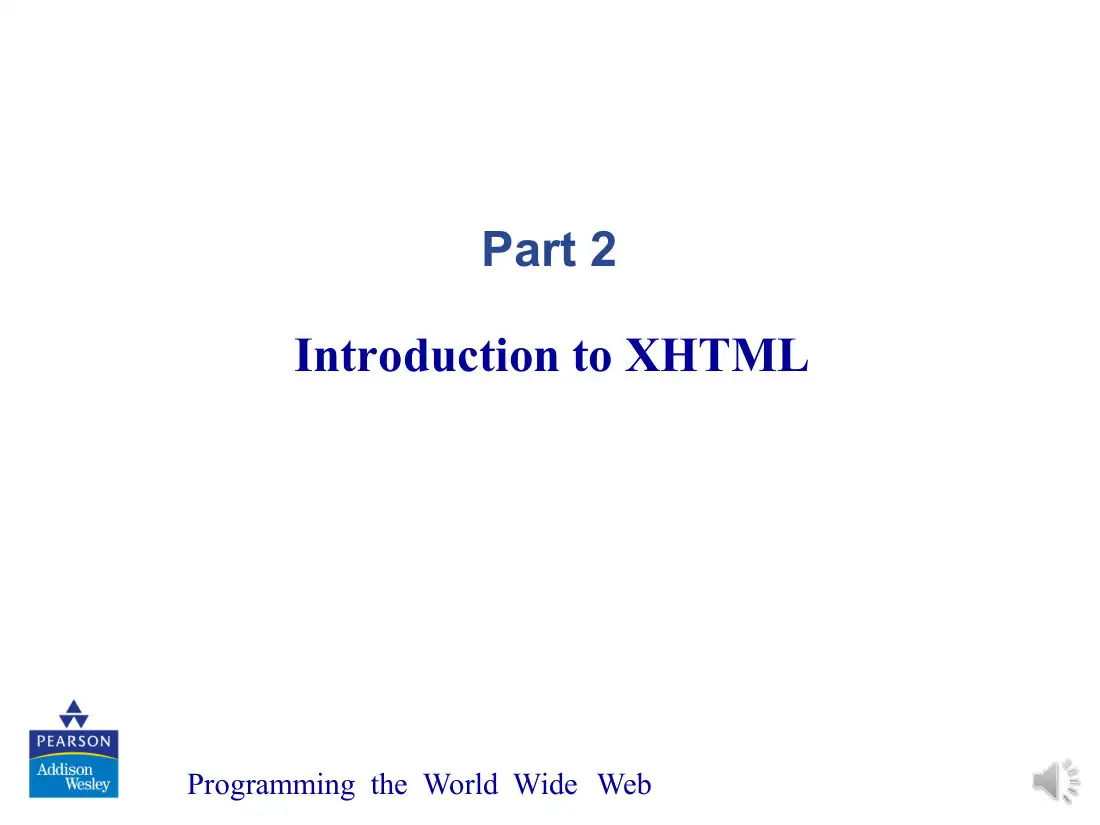 Part 2
Introduction to XHTML
PEARSON
Addison
Wesley
Programming the World Wide Web